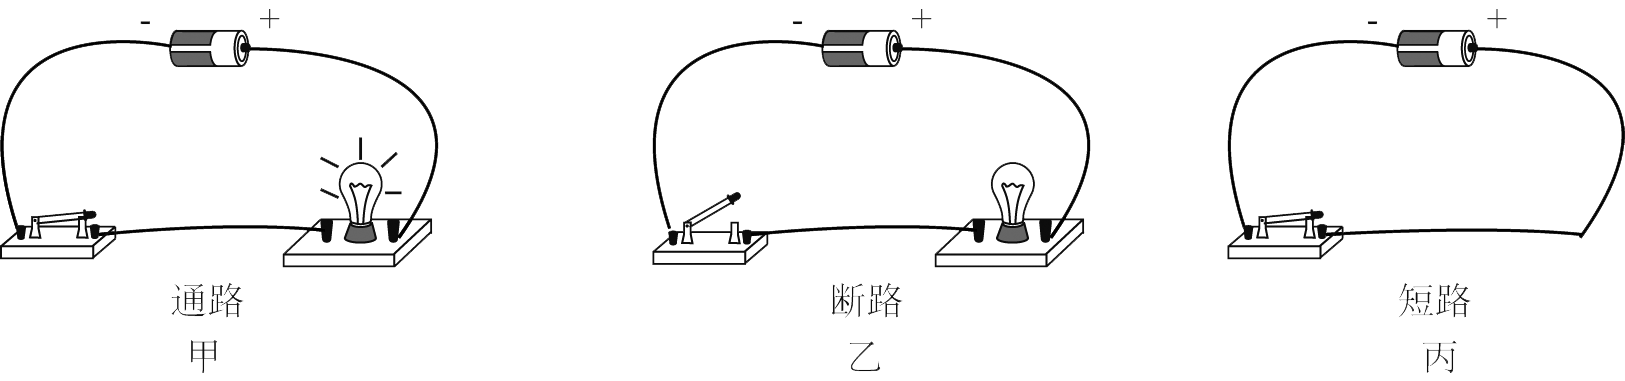 - +
- +
- +
通路
断路
短路
甲
乙
丙